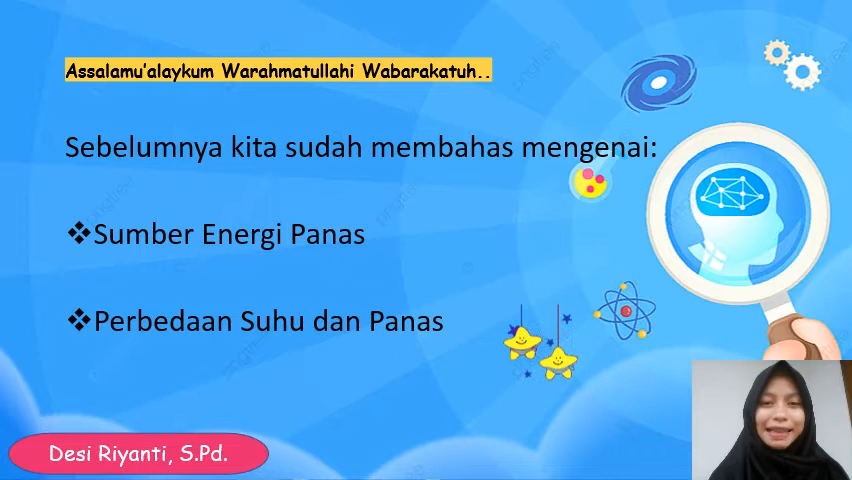 Assalamu'alaykum Warahmatullahi Wabarakatuh..
Sebelumnya kita sudah membahas mengenai:
❖Sumber Energi Panas
❖Perbedaan Suhu dan Panas
Desi Riyanti, S.Pd.